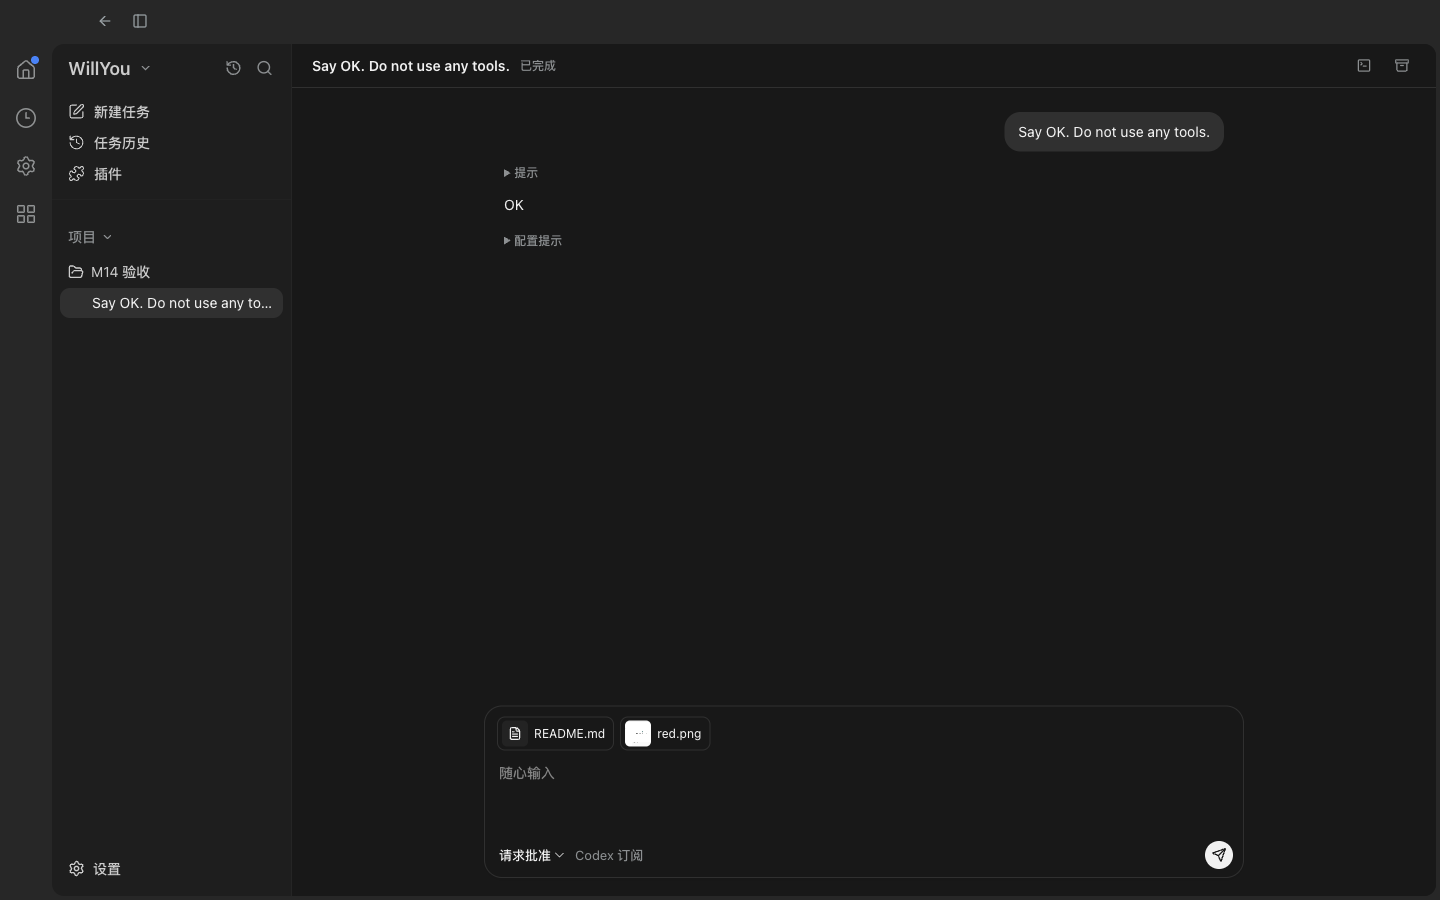 WillYou
新建任务
任务历史
插件
项目
M14 验收
Say OK. Do not use any to...
设置
Say OK. Do not use any tools. 已完成
Say OK. Do not use any tools.
提示
OK
配置提示
README.md red.png
随心输入
请求批准 Codex 订阅